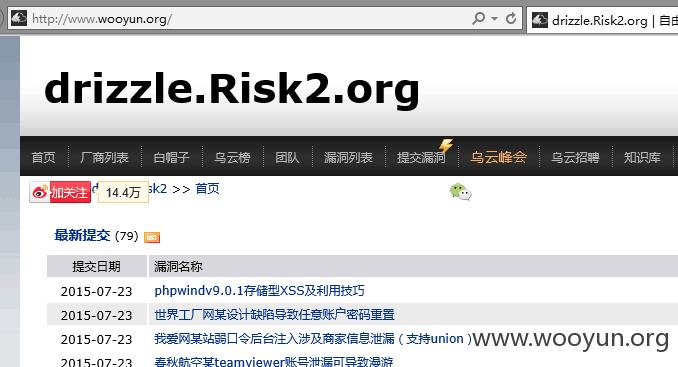 http://www.wooyun.org/
drizzle.Risk2.org | 自由
drizzle.Risk2.org
首页 厂商列表 白帽子 乌云榜 团队 漏洞列表 提交漏洞 乌云峰会 乌云招聘 知识库
加关注 14.4万 sk2 >> 首页
最新提交 (79)
提交日期 漏洞名称
2015-07-23 phpwindv9.0.1存储型XSS及利用技巧
2015-07-23 世界工厂网某设计缺陷导致任意账户密码重置
2015-07-23 我爱网某站弱口令后台注入涉及商家信息泄漏（支持union）
www.wooyun.org
2015-07-23 春秋航空某teamviewer账号泄漏可导致漫游